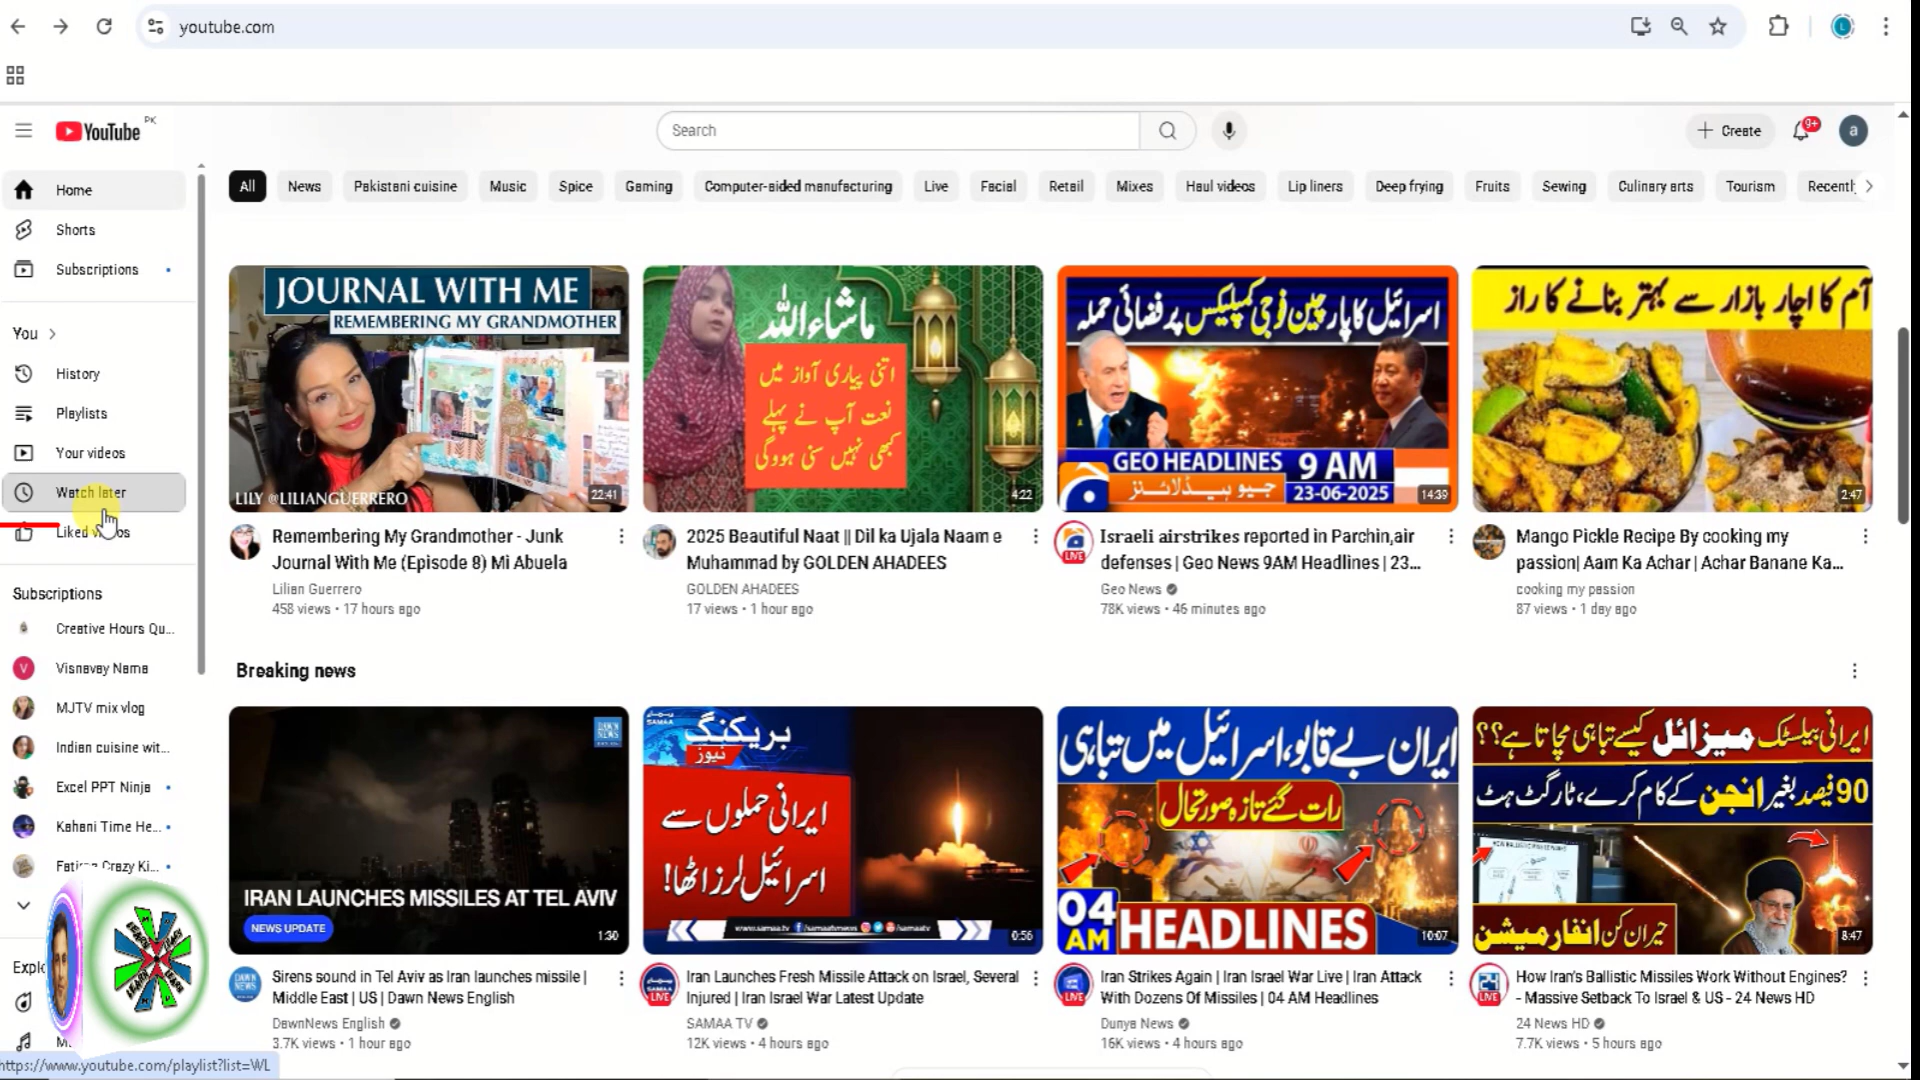 youtube.com
YouTube PK
Search
Create
9+
a
Home
Shorts
Subscriptions
You
History
Playlists
Your videos
Watch later
Liked
Subscriptions
Creative Hours Qu...
V
Visnavay Nama
MJTV mix vlog
Indian cuisine wit...
Excel PPT Ninja
Kahani Time He...
Crazy Ki...
All
News
Pakistani cuisine
Music
Spice
Gaming
Computer-aided manufacturing
Live
Facial
Retail
Mixes
Haul videos
Lip liners
Deep frying
Fruits
Sewing
Culinary arts
Tourism
JOURNAL WITH ME
REMEMBERING MY GRANDMOTHER
LILY @LILIANGUERRERO
22:41
Remembering My Grandmother - Junk
Journal With Me (Episode 8) Mi Abuela
Lilian Guerrero
458 views • 17 hours ago
ماشاءاللہ
اتنی پیاری آواز میں
نعت آپ نے پہلے
کبھی نہیں سنی ہووگی
4:22
2025 Beautiful Naat || Dil ka Ujala Naam e
Muhammad by GOLDEN AHADEES
GOLDEN AHADEES
17 views • 1 hour ago
اسرائیل کا پارچین فوجی کمپلیکس پر فضائی حملہ
GEO HEADLINES
جیو ہیڈلائنز
9 AM
23-06-2025
14:39
LIVE
Israeli airstrikes reported in Parchin,air
defenses | Geo News 9AM Headlines | 23...
Geo News
78K views • 46 minutes ago
آم کا اچار بازار سے بہتر بنانے کا راز
2:47
Mango Pickle Recipe By cooking my
passion| Aam Ka Achar | Achar Banane Ka...
cooking my passion
87 views • 1 day ago
Breaking news
DAWN NEWS
IRAN LAUNCHES MISSILES AT TEL AVIV
NEWS UPDATE
1:30
Sirens sound in Tel Aviv as Iran launches missile |
Middle East | US | Dawn News English
DawnNews English
3.7K views • 1 hour ago
SAMAA
بریکنگ
نیوز
ایرانی حملوں سے
اسرائیل لرز اٹھا!
www.samaa.tv
0:56
LIVE
Iran Launches Fresh Missile Attack on Israel, Several
Injured | Iran Israel War Latest Update
SAMAA TV
12K views • 4 hours ago
ایران بے قابو، اسرائیل میں تباہی
رات گئے تازہ صورتحال
04 AM
HEADLINES
10:07
LIVE
Iran Strikes Again | Iran Israel War Live | Iran Attack
With Dozens Of Missiles | 04 AM Headlines
Dunya News
16K views • 4 hours ago
ایرانی بیلسٹک میزائل کیسے تباہی مچاتا ہے؟؟
90 فیصد بغیر انجن کے کام کرے، ٹارگٹ ہٹ
حیران کن انفارمیشن
8:47
LIVE
How Iran's Ballistic Missiles Work Without Engines?
- Massive Setback To Israel & US - 24 News HD
24 News HD
7.7K views • 5 hours ago
https://www.youtube.com/playlist?list=WL